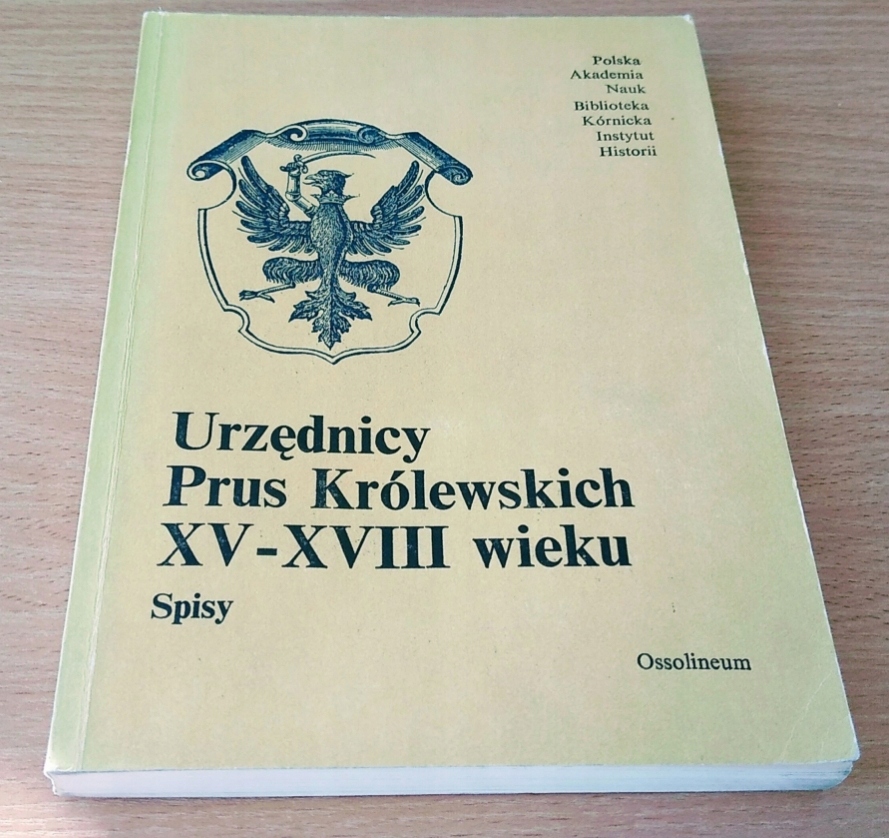 Polska
Akademia
Nauk
Biblioteka
Kórnicka
Instytut
Historii
Urzędnicy
Prus Królewskich
XV-XVIII wieku
Spisy
Ossolineum